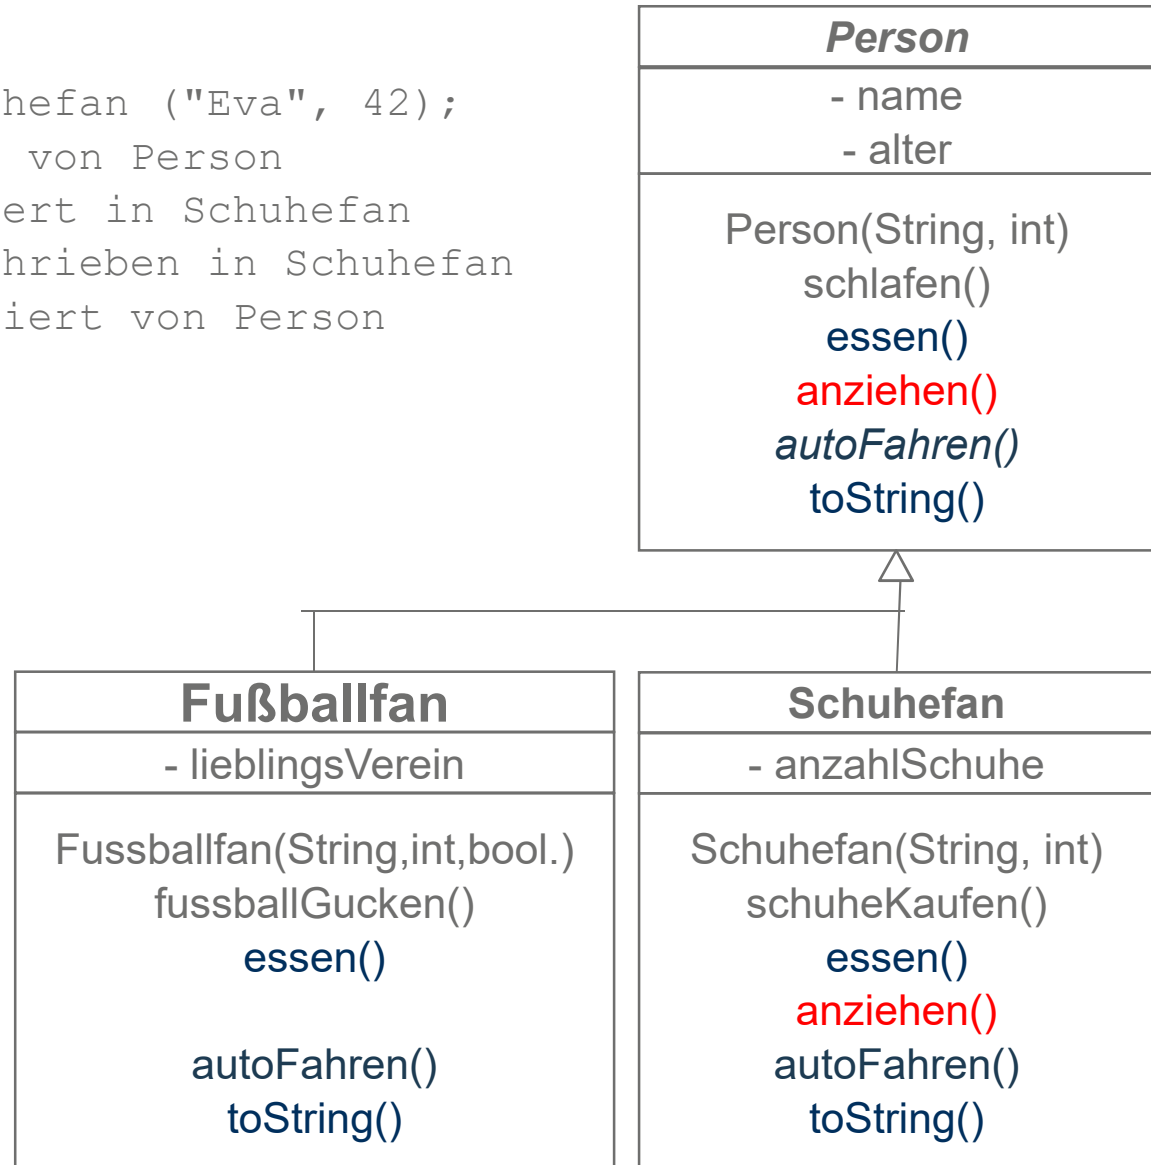 hefan ("Eva", 42);
von Person
ert in Schuhefan
hrieben in Schuhefan
iert von Person
Person
- name
- alter
Person(String, int)
schlafen()
essen()
anziehen()
autoFahren()
toString()
Fußballfan
- lieblingsVerein
Fussballfan(String,int,bool.)
fussballGucken()
essen()
autoFahren()
toString()
Schuhefan
- anzahlSchuhe
Schuhefan(String, int)
schuheKaufen()
essen()
anziehen()
autoFahren()
toString()